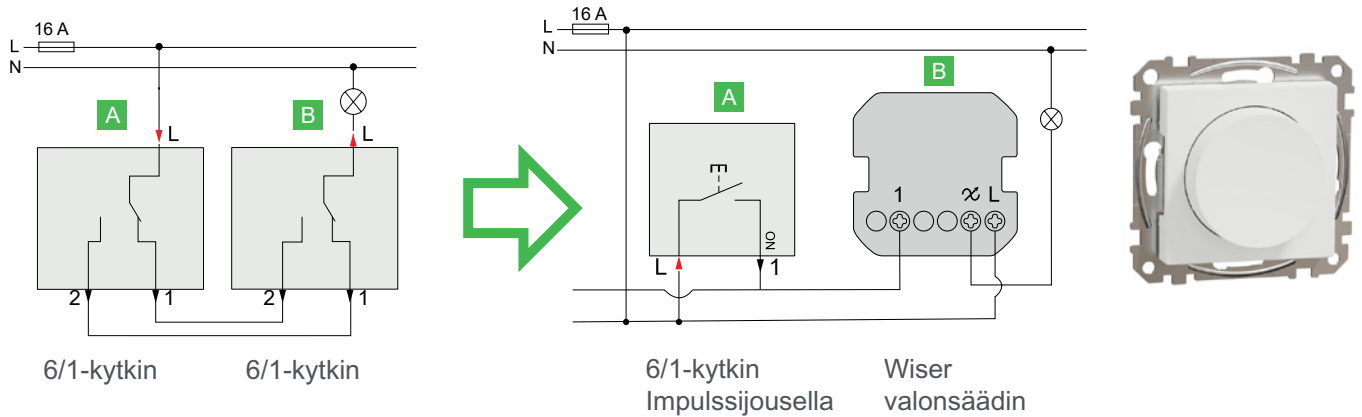 16 A
L
N
A
B
L
L
2
1
2
1
6/1-kytkin
6/1-kytkin
16 A
L
N
A
B
1
L
ON
L
1
6/1-kytkin
Impulssijousella
Wiser
valonsäädin